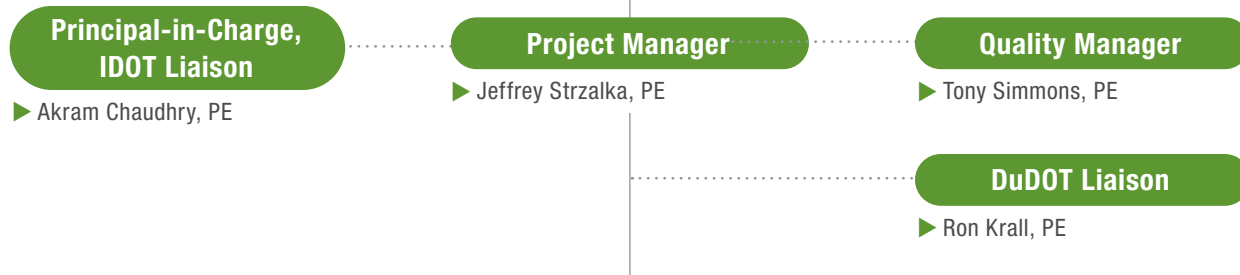 Principal-in-Charge,
IDOT Liaison
Akram Chaudhry, PE
Project Manager
Jeffrey Strzalka, PE
Quality Manager
Tony Simmons, PE
DuDOT Liaison
Ron Krall, PE